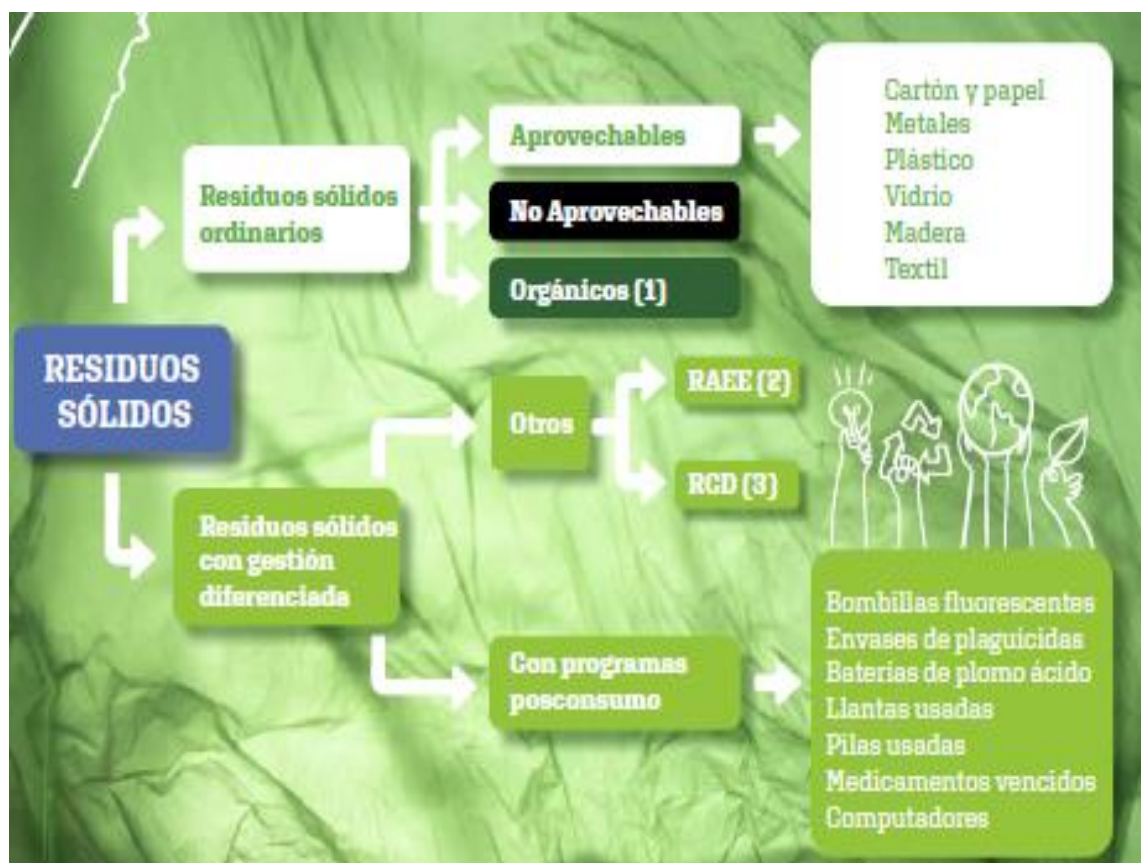 RESIDUOS
SÓLIDOS
Residuos sólidos
ordinarios
Aprovechables
No Aprovechables
Orgánicos (1)
Cartón y papel
Metales
Plástico
Vidrio
Madera
Textil
Residuos sólidos
con gestión
diferenciada
Otros
RAEE (2)
RCD (3)
Con programas
posconsumo
Bombillas fluorescentes
Envases de plaguicidas
Baterias de plomo ácido
Llantas usadas
Pilas usadas
Medicamentos vencidos
Computadores